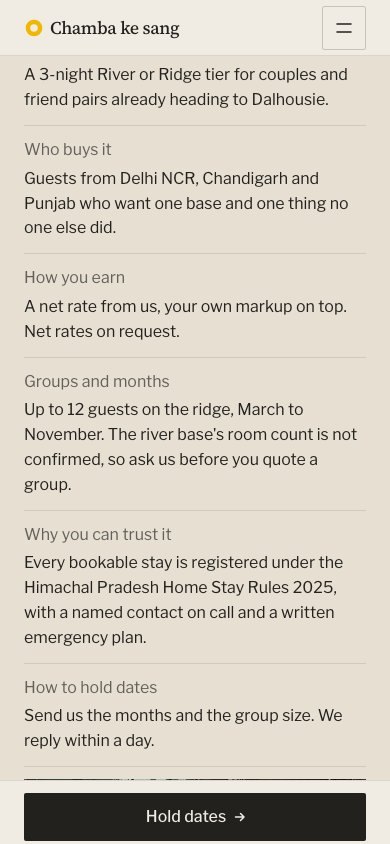 Chamba ke sang
A 3-night River or Ridge tier for couples and
friend pairs already heading to Dalhousie.
Who buys it
Guests from Delhi NCR, Chandigarh and
Punjab who want one base and one thing no
one else did.
How you earn
A net rate from us, your own markup on top.
Net rates on request.
Groups and months
Up to 12 guests on the ridge, March to
November. The river base's room count is not
confirmed, so ask us before you quote a
group.
Why you can trust it
Every bookable stay is registered under the
Himachal Pradesh Home Stay Rules 2025,
with a named contact on call and a written
emergency plan.
How to hold dates
Send us the months and the group size. We
reply within a day.
Hold dates →